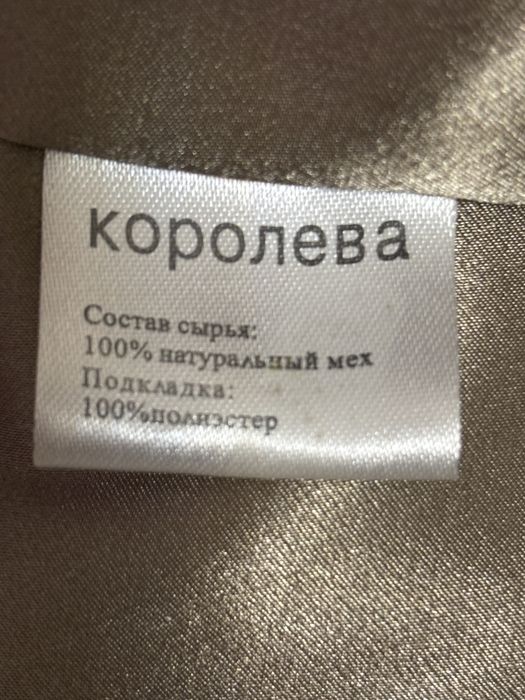 королева
Состав сырья:
100% натуральный мех
Подкладка:
100%полиэстер